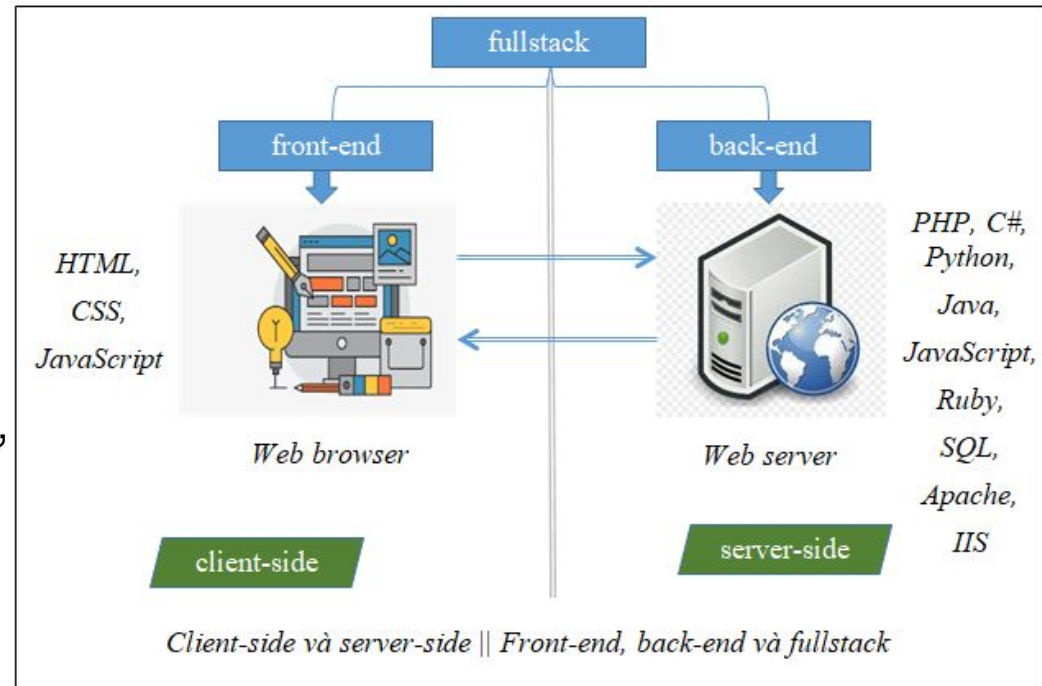 fullstack
front-end
back-end
HTML,
CSS,
JavaScript
PHP, C#,
Python,
Java,
JavaScript,
Ruby,
SQL,
Apache,
IIS
Web browser
Web server
client-side
server-side
Client-side và server-side || Front-end, back-end và fullstack